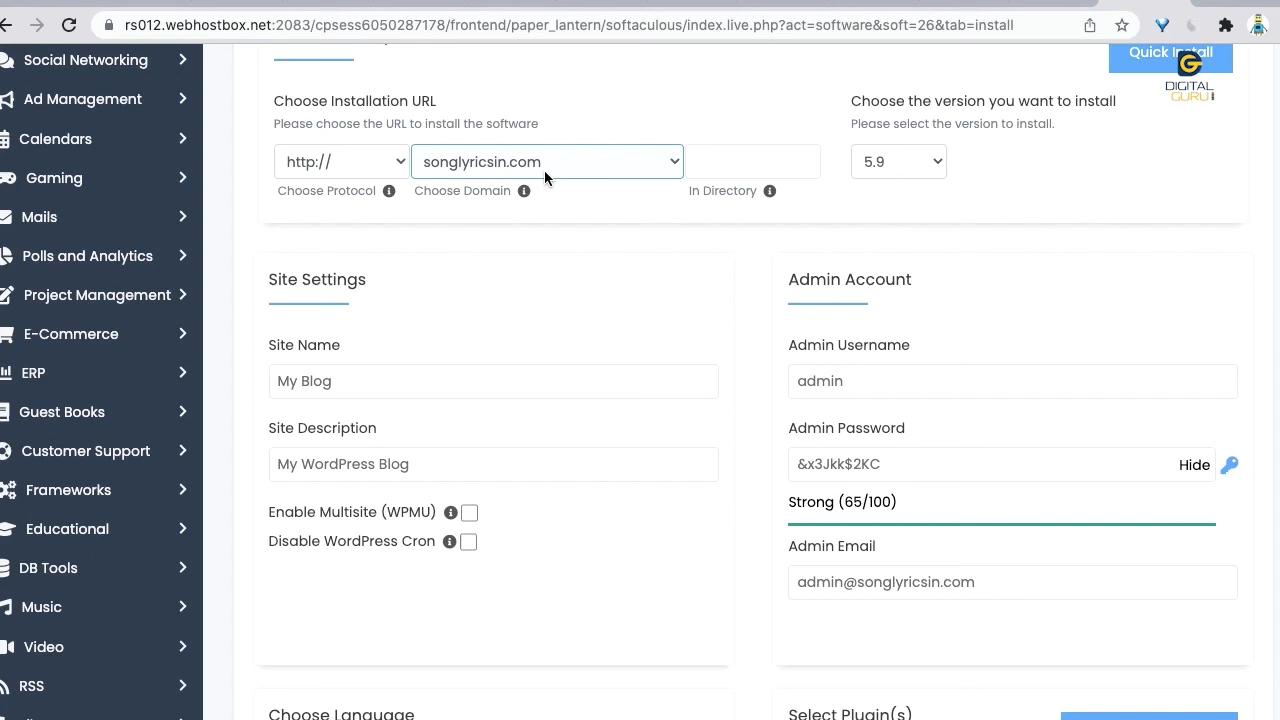 rs012.webhostbox.net:2083/cpsess6050287178/frontend/paper_lantern/softaculous/index.live.php?act=software&soft=26&tab=install
Social Networking
Ad Management
Calendars
Gaming
Mails
Polls and Analytics
Project Management
E-Commerce
ERP
Guest Books
Customer Support
Frameworks
Educational
DB Tools
Music
Video
RSS
Quick Install
DIGITAL
GURU
Choose Installation URL
Please choose the URL to install the software
http://
songlyricsin.com
Choose Protocol
Choose Domain
In Directory
Choose the version you want to install
Please select the version to install.
5.9
Site Settings
Site Name
My Blog
Site Description
My WordPress Blog
Enable Multisite (WPMU)
Disable WordPress Cron
Admin Account
Admin Username
admin
Admin Password
&x3Jkk$2KC
Hide
Strong (65/100)
Admin Email
admin@songlyricsin.com
Choose Language
Select Plugin(s)